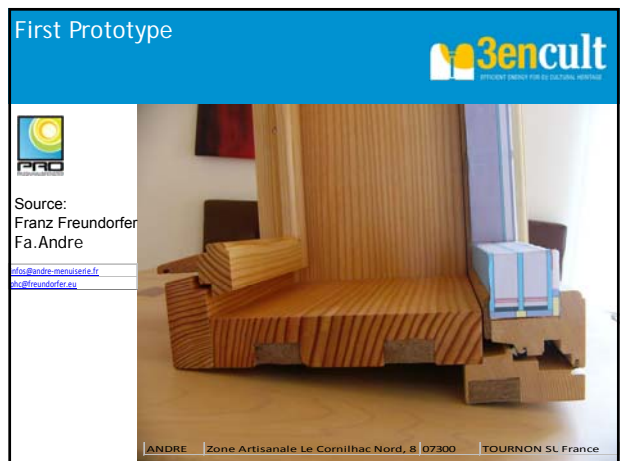 First Prototype
3encult
EFFICIENT ENERGY FOR EU CULTURAL HERITAGE
PRO
Source:
Franz Freundorfer
Fa.Andre
infos@andre-menuiserie.fr
phc@freundorfer.eu
ANDRE Zone Artisanale Le Cornilhac Nord, 8 07300 TOURNON SL France